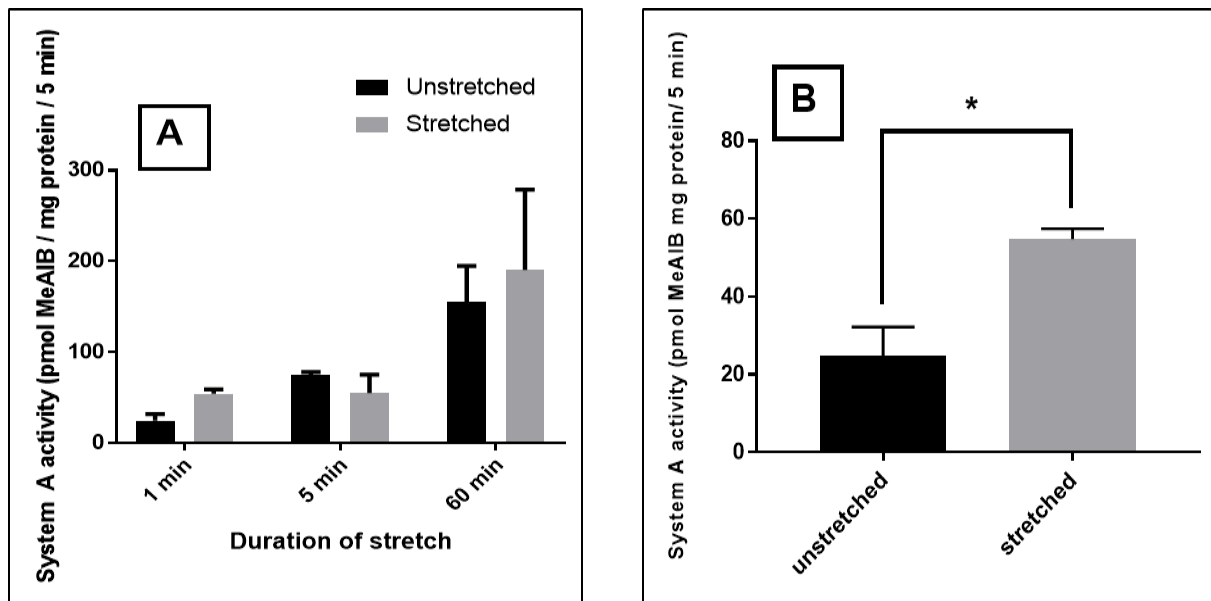 System A activity (pmol MeAIB / mg protein / 5 min)
A
Unstretched
Stretched
300
200
100
0
1 min
5 min
60 min
Duration of stretch
System A activity (pmol MeAIB mg protein/ 5 min)
B
*
80
60
40
20
0
unstretched
stretched